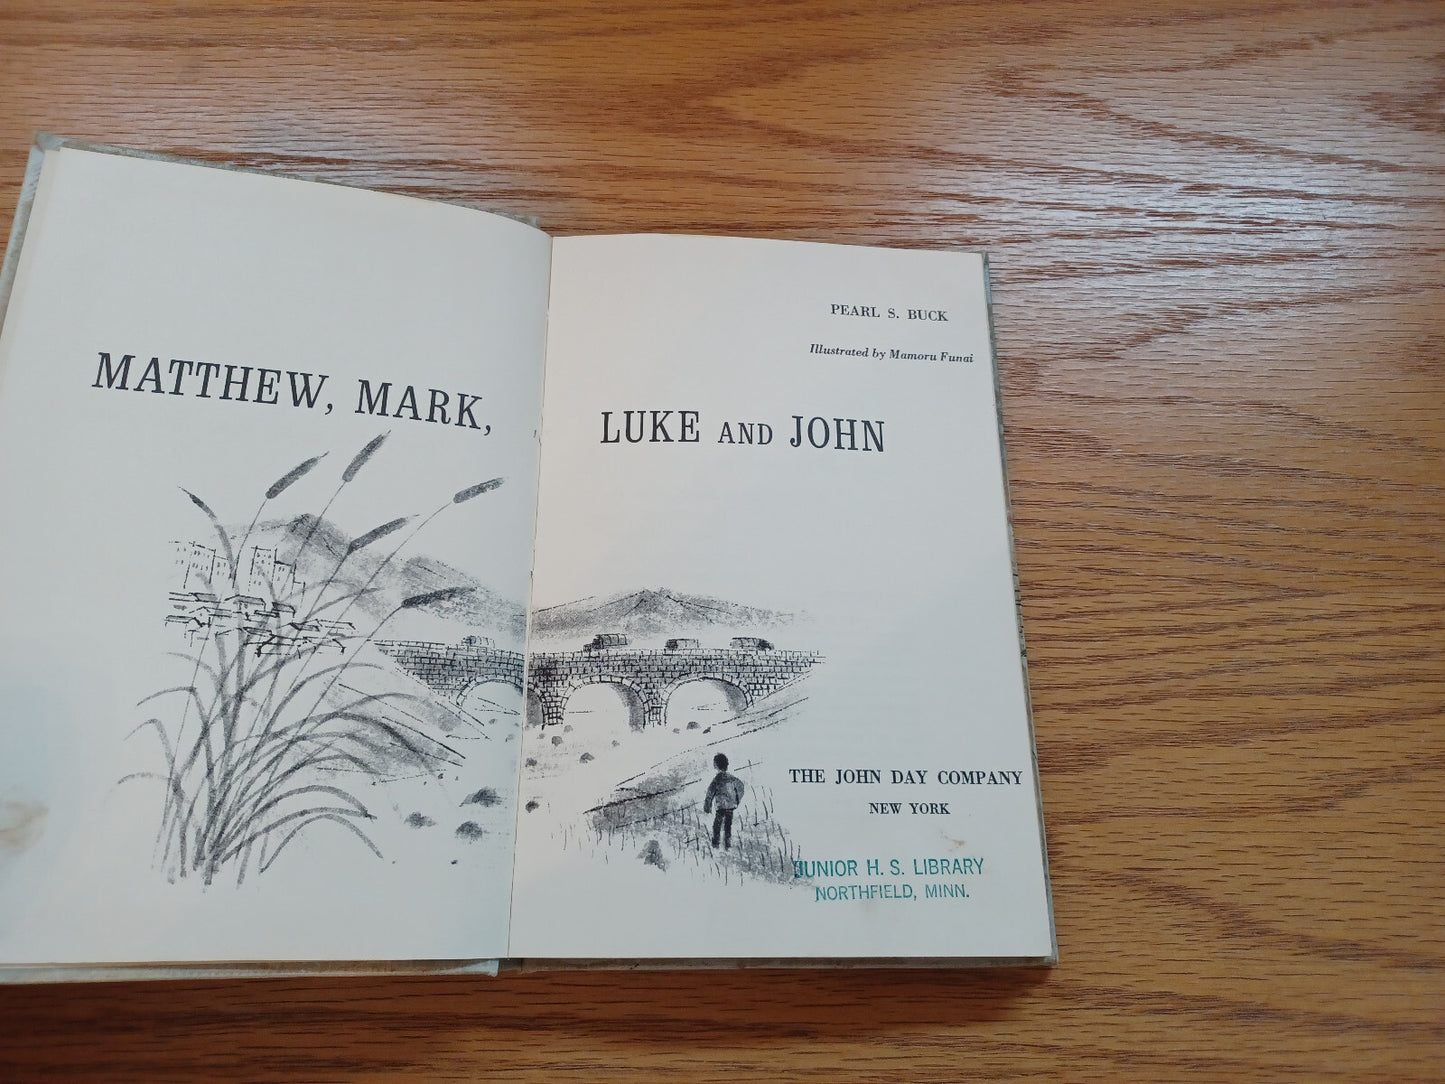 MATTHEW, MARK,
PEARL S. BUCK
Illustrated by Mamoru Funai
LUKE AND JOHN
THE JOHN DAY COMPANY
NEW YORK
JUNIOR H. S. LIBRARY
NORTHFIELD, MINN.